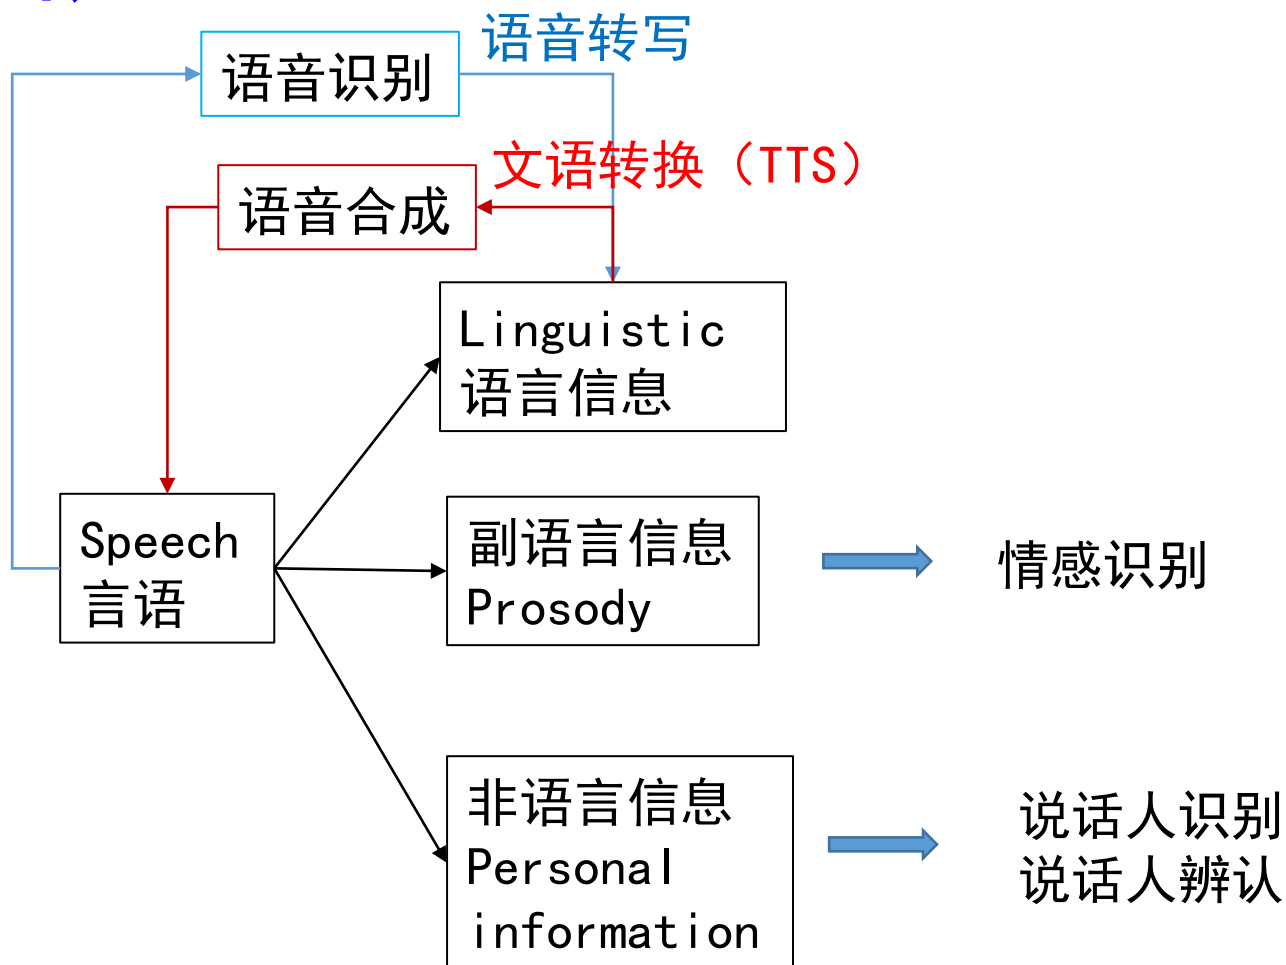 语音转写
语音识别
文语转换（TTS）
语音合成
Linguistic
语言信息
Speech
言语
副语言信息
Prosody
情感识别
非语言信息
Personal
information
说话人识别
说话人辨认